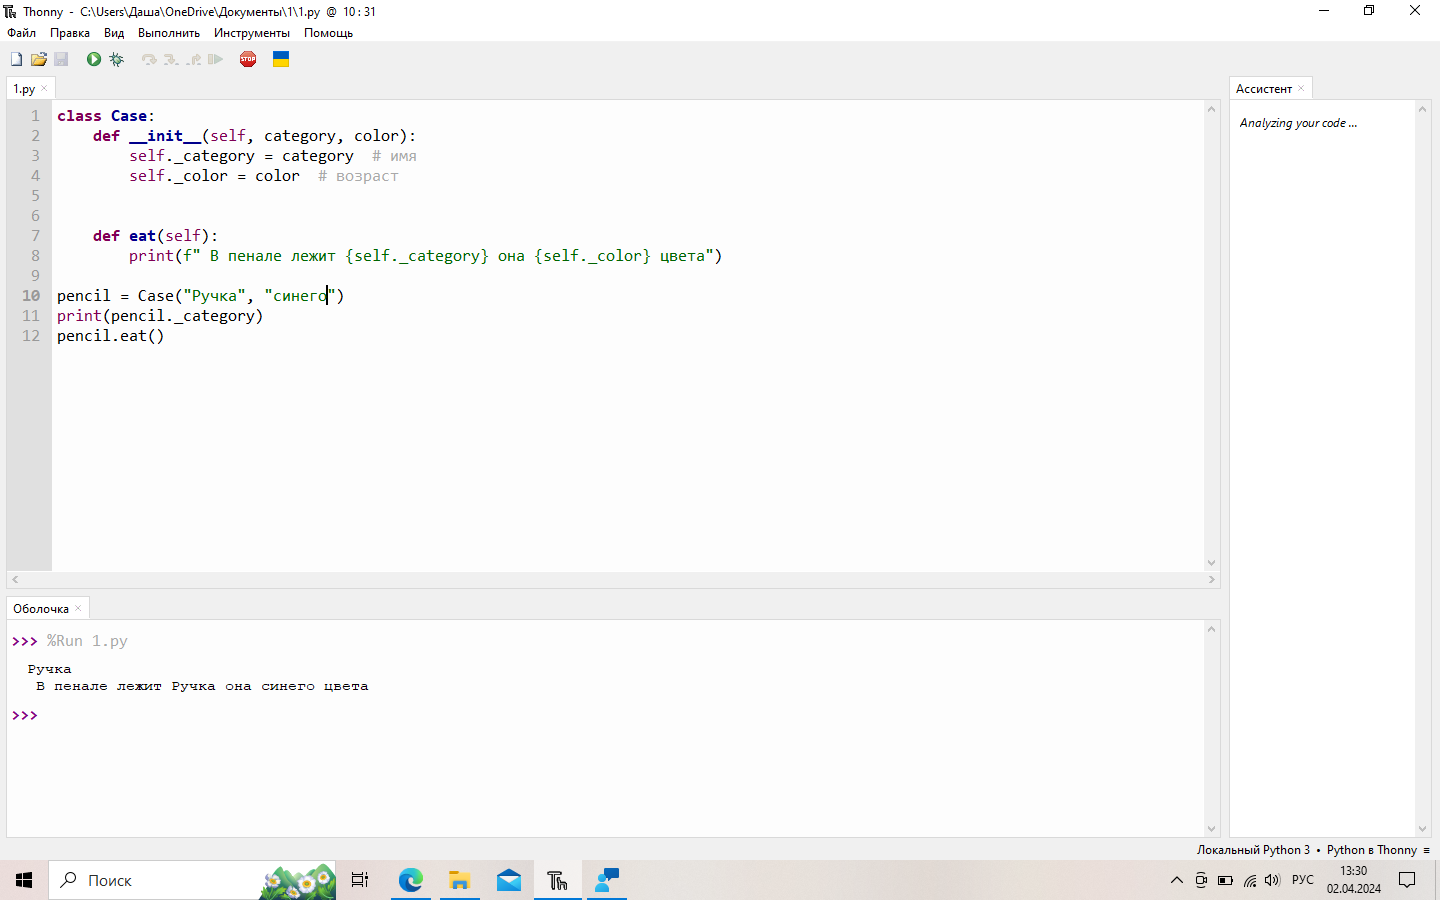 Thonny - C:\Users\Даша\OneDrive\Документы\1\1.py @ 10 : 31
Файл Правка Вид Выполнить Инструменты Помощь
STOP
1.py
1 class Case:
2     def __init__(self, category, color):
3         self._category = category  # имя
4         self._color = color  # возраст
5
6
7     def eat(self):
8         print(f" В пенале лежит {self._category} она {self._color} цвета")
9
10 pencil = Case("Ручка", "синего")
11 print(pencil._category)
12 pencil.eat()
Ассистент
Analyzing your code ...
Оболочка
>>> %Run 1.py
Ручка
 В пенале лежит Ручка она синего цвета
>>>
Локальный Python 3 • Python в Thonny ≡
Поиск
Th
РУС
13:30
02.04.2024